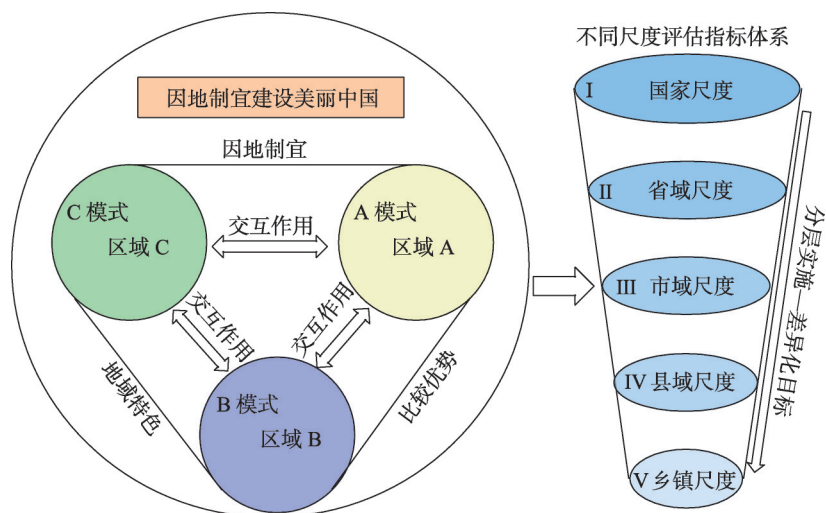 因地制宜建设美丽中国
因地制宜
C 模式
区域 C
交互作用
A 模式
区域 A
交互作用
交互作用
地域特色
B 模式
区域 B
比较优势
不同尺度评估指标体系
I 国家尺度
II 省域尺度
III 市域尺度
IV 县域尺度
V 乡镇尺度
分层实施—差异化目标